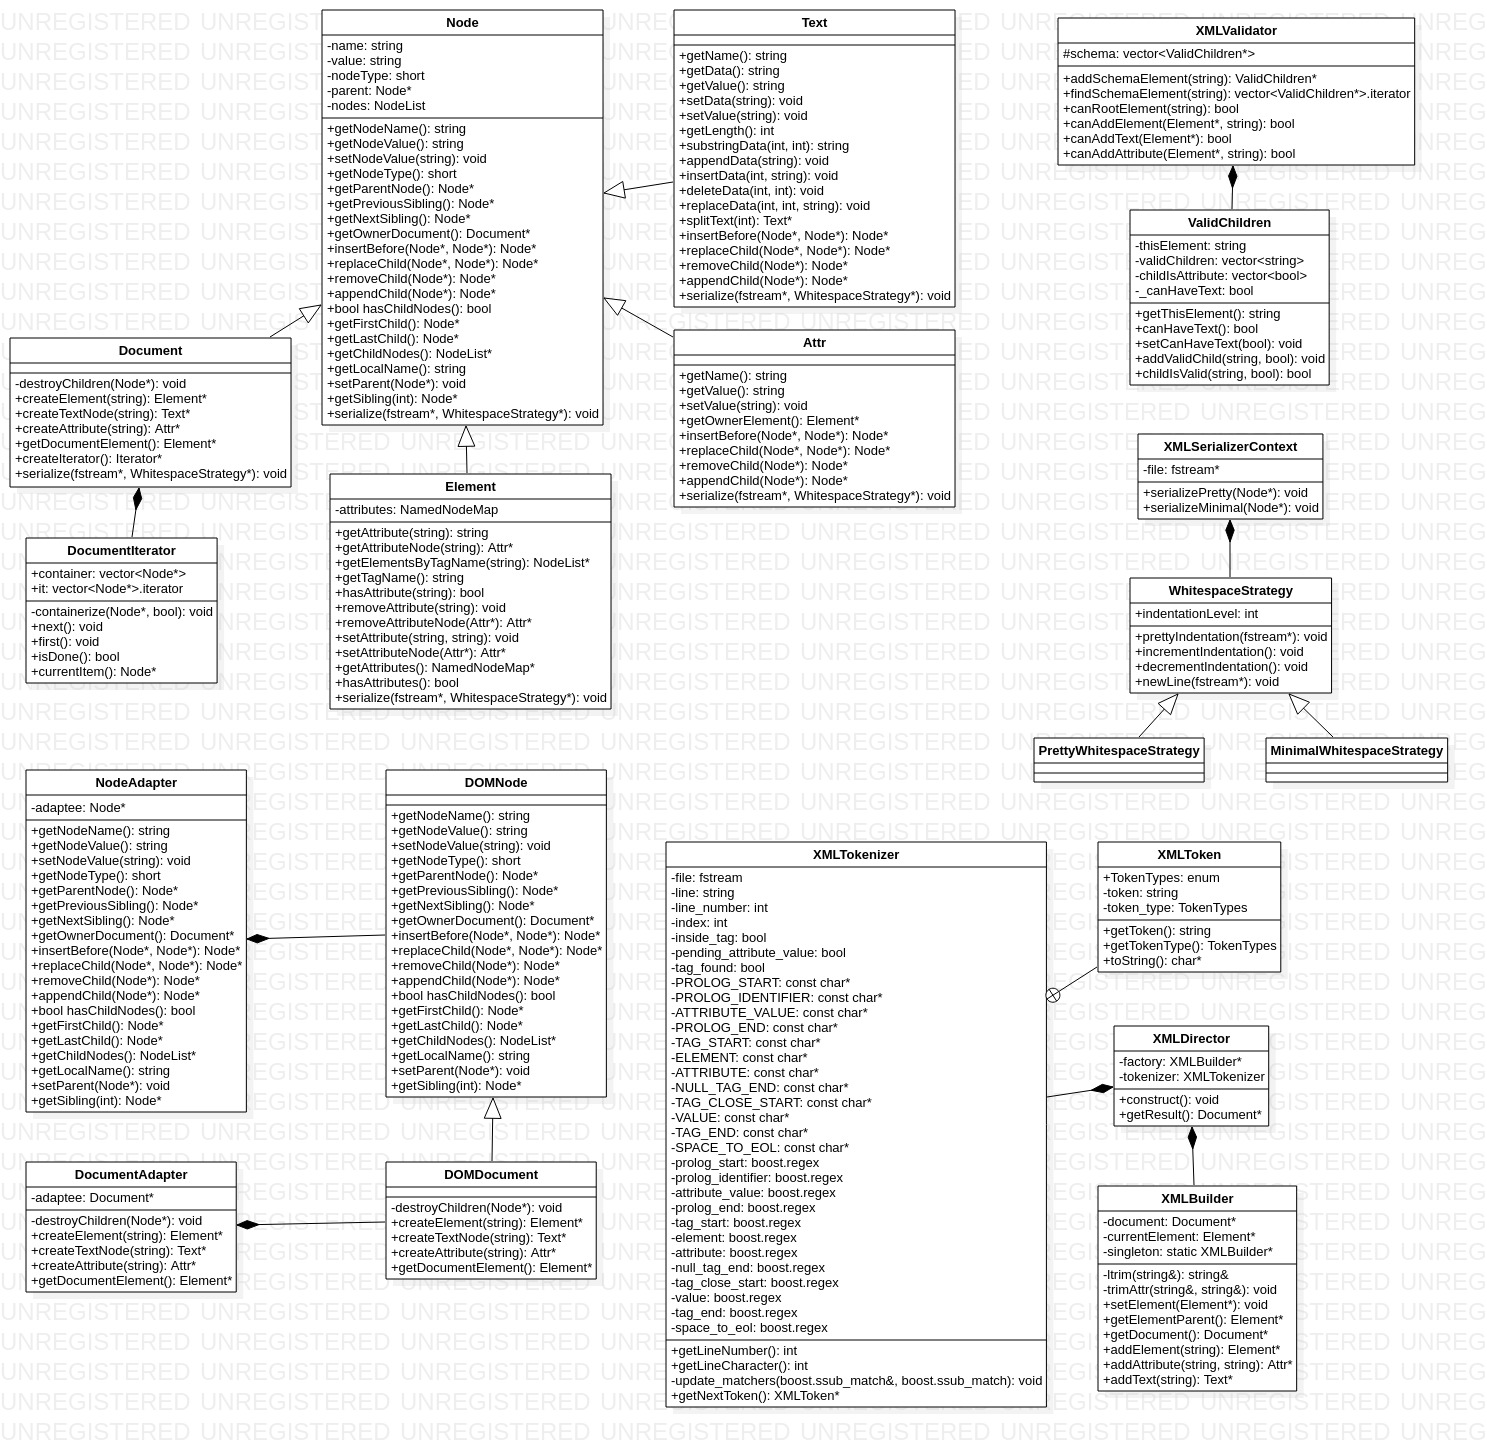 Node
-name: string
-value: string
-nodeType: short
-parent: Node*
-nodes: NodeList
+getNodeName(): string
+getNodeValue(): string
+setNodeValue(string): void
+getNodeType(): short
+getParentNode(): Node*
+getPreviousSibling(): Node*
+getNextSibling(): Node*
+getOwnerDocument(): Document*
+insertBefore(Node*, Node*): Node*
+replaceChild(Node*, Node*): Node*
+removeChild(Node*): Node*
+appendChild(Node*): Node*
+bool hasChildNodes(): bool
+getFirstChild(): Node*
+getLastChild(): Node*
+getChildNodes(): NodeList*
+getLocalName(): string
+setParent(Node*): void
+getSibling(int): Node*
+serialize(fstream*, WhitespaceStrategy*): void
Text
+getName(): string
+getData(): string
+getValue(): string
+setData(string): void
+setValue(string): void
+getLength(): int
+substringData(int, int): string
+appendData(string): void
+insertData(int, string): void
+deleteData(int, int): void
+replaceData(int, int, string): void
+splitText(int): Text*
+insertBefore(Node*, Node*): Node*
+replaceChild(Node*, Node*): Node*
+removeChild(Node*): Node*
+appendChild(Node*): Node*
+serialize(fstream*, WhitespaceStrategy*): void
XMLValidator
#schema: vector<ValidChildren*>
+addSchemaElement(string): ValidChildren*
+findSchemaElement(string): vector<ValidChildren*>.iterator
+canRootElement(string): bool
+canAddElement(Element*, string): bool
+canAddText(Element*): bool
+canAddAttribute(Element*, string): bool
ValidChildren
-thisElement: string
-validChildren: vector<string>
-childIsAttribute: vector<bool>
-_canHaveText: bool
+getThisElement(): string
+canHaveText(): bool
+setCanHaveText(bool): void
+addValidChild(string, bool): void
+childIsValid(string, bool): bool
Document
-destroyChildren(Node*): void
+createElement(string): Element*
+createTextNode(string): Text*
+createAttribute(string): Attr*
+getDocumentElement(): Element*
+createIterator(): Iterator*
+serialize(fstream*, WhitespaceStrategy*): void
Attr
+getName(): string
+getValue(): string
+setValue(string): void
+getOwnerElement(): Element*
+insertBefore(Node*, Node*): Node*
+replaceChild(Node*, Node*): Node*
+removeChild(Node*): Node*
+appendChild(Node*): Node*
+serialize(fstream*, WhitespaceStrategy*): void
XMLSerializerContext
-file: fstream*
+serializePretty(Node*): void
+serializeMinimal(Node*): void
Element
-attributes: NamedNodeMap
+getAttribute(string): string
+getAttributeNode(string): Attr*
+getElementsByTagName(string): NodeList*
+getTagName(): string
+hasAttribute(string): bool
+removeAttribute(string): void
+removeAttributeNode(Attr*): Attr*
+setAttribute(string, string): void
+setAttributeNode(Attr*): Attr*
+getAttributes(): NamedNodeMap*
+hasAttributes(): bool
+serialize(fstream*, WhitespaceStrategy*): void
DocumentIterator
+container: vector<Node*>
+it: vector<Node*>.iterator
-containerize(Node*, bool): void
+next(): void
+first(): void
+isDone(): bool
+currentItem(): Node*
WhitespaceStrategy
+indentationLevel: int
+prettyIndentation(fstream*): void
+incrementIndentation(): void
+decrementIndentation(): void
+newLine(fstream*): void
PrettyWhitespaceStrategy
MinimalWhitespaceStrategy
NodeAdapter
-adaptee: Node*
+getNodeName(): string
+getNodeValue(): string
+setNodeValue(string): void
+getNodeType(): short
+getParentNode(): Node*
+getPreviousSibling(): Node*
+getNextSibling(): Node*
+getOwnerDocument(): Document*
+insertBefore(Node*, Node*): Node*
+replaceChild(Node*, Node*): Node*
+removeChild(Node*): Node*
+appendChild(Node*): Node*
+bool hasChildNodes(): bool
+getFirstChild(): Node*
+getLastChild(): Node*
+getChildNodes(): NodeList*
+getLocalName(): string
+setParent(Node*): void
+getSibling(int): Node*
DOMNode
+getNodeName(): string
+getNodeValue(): string
+setNodeValue(string): void
+getNodeType(): short
+getParentNode(): Node*
+getPreviousSibling(): Node*
+getNextSibling(): Node*
+getOwnerDocument(): Document*
+insertBefore(Node*, Node*): Node*
+replaceChild(Node*, Node*): Node*
+removeChild(Node*): Node*
+appendChild(Node*): Node*
+bool hasChildNodes(): bool
+getFirstChild(): Node*
+getLastChild(): Node*
+getChildNodes(): NodeList*
+getLocalName(): string
+setParent(Node*): void
+getSibling(int): Node*
XMLTokenizer
-file: fstream
-line: string
-line_number: int
-index: int
-inside_tag: bool
-pending_attribute_value: bool
-tag_found: bool
-PROLOG_START: const char*
-PROLOG_IDENTIFIER: const char*
-ATTRIBUTE_VALUE: const char*
-PROLOG_END: const char*
-TAG_START: const char*
-ELEMENT: const char*
-ATTRIBUTE: const char*
-NULL_TAG_END: const char*
-TAG_CLOSE_START: const char*
-VALUE: const char*
-TAG_END: const char*
-SPACE_TO_EOL: const char*
-prolog_start: boost.regex
-prolog_identifier: boost.regex
-attribute_value: boost.regex
-prolog_end: boost.regex
-tag_start: boost.regex
-element: boost.regex
-attribute: boost.regex
-null_tag_end: boost.regex
-tag_close_start: boost.regex
-value: boost.regex
-tag_end: boost.regex
-space_to_eol: boost.regex
+getLineNumber(): int
+getLineCharacter(): int
-update_matchers(boost.ssub_match&, boost.ssub_match): void
+getNextToken(): XMLToken*
XMLToken
+TokenTypes: enum
-token: string
-token_type: TokenTypes
+getToken(): string
+getTokenType(): TokenTypes
+toString(): char*
XMLDirector
-factory: XMLBuilder*
-tokenizer: XMLTokenizer
+construct(): void
+getResult(): Document*
DocumentAdapter
-adaptee: Document*
-destroyChildren(Node*): void
+createElement(string): Element*
+createTextNode(string): Text*
+createAttribute(string): Attr*
+getDocumentElement(): Element*
DOMDocument
-destroyChildren(Node*): void
+createElement(string): Element*
+createTextNode(string): Text*
+createAttribute(string): Attr*
+getDocumentElement(): Element*
XMLBuilder
-document: Document*
-currentElement: Element*
-singleton: static XMLBuilder*
-ltrim(string&): string&
-trimAttr(string&, string&): void
+setElement(Element*): void
+getElementParent(): Element*
+getDocument(): Document*
+addElement(string): Element*
+addAttribute(string, string): Attr*
+addText(string): Text*